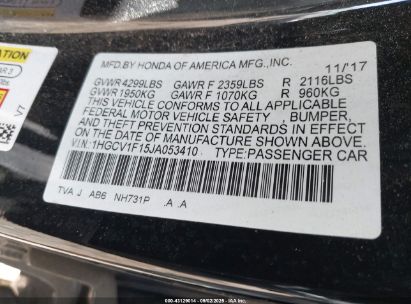 MFD.BY HONDA OF AMERICA MFG.,INC. 11/'17
GVWR 4299LBS GAWR F 2359LBS R 2116LBS
GVWR 1950KG GAWR F 1070KG R 960KG
THIS VEHICLE CONFORMS TO ALL APPLICABLE
FEDERAL MOTOR VEHICLE SAFETY, BUMPER,
AND THEFT PREVENTION STANDARDS IN EFFECT
ON THE DATE OF MANUFACTURE SHOWN ABOVE.
V.I.N: 1HGCV1F15JA053410 TYPE:PASSENGER CAR
TVA J AB6 NH731P .A .A
V7